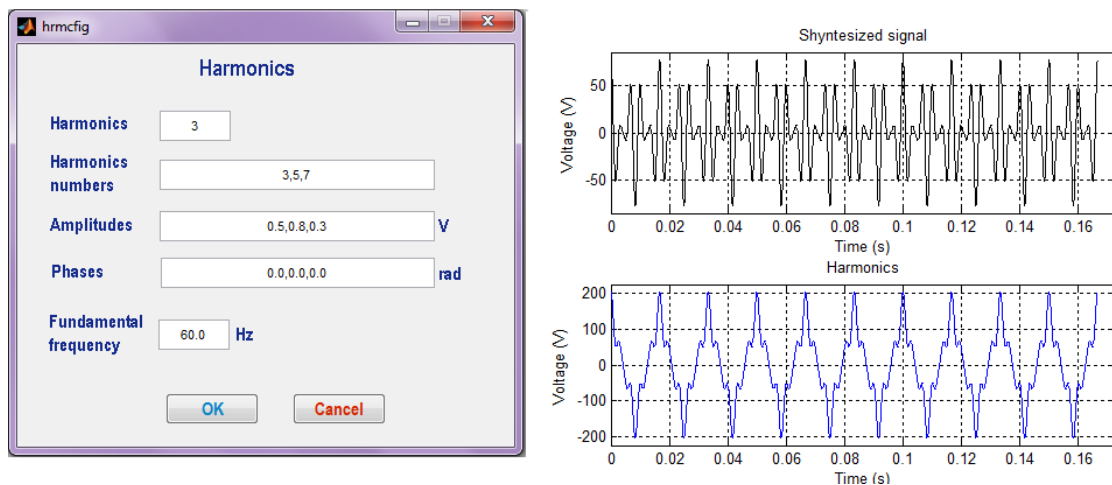 hrmcfig
Harmonics
Harmonics 3
Harmonics numbers 3,5,7
Amplitudes 0.5,0.8,0.3 V
Phases 0.0,0.0,0.0 rad
Fundamental frequency 60.0 Hz
OK Cancel
Shyntesized signal
Voltage (V)
50
0
-50
0 0.02 0.04 0.06 0.08 0.1 0.12 0.14 0.16
Time (s)
Harmonics
Voltage (V)
200
100
0
-100
-200
0 0.02 0.04 0.06 0.08 0.1 0.12 0.14 0.16
Time (s)